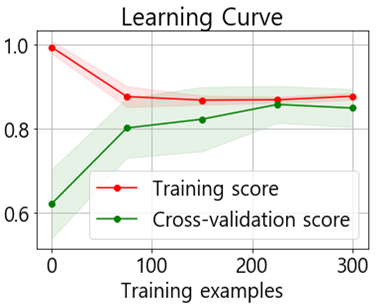 Learning Curve
1.0
0.8
0.6
Training score
Cross-validation score
0 100 200 300
Training examples